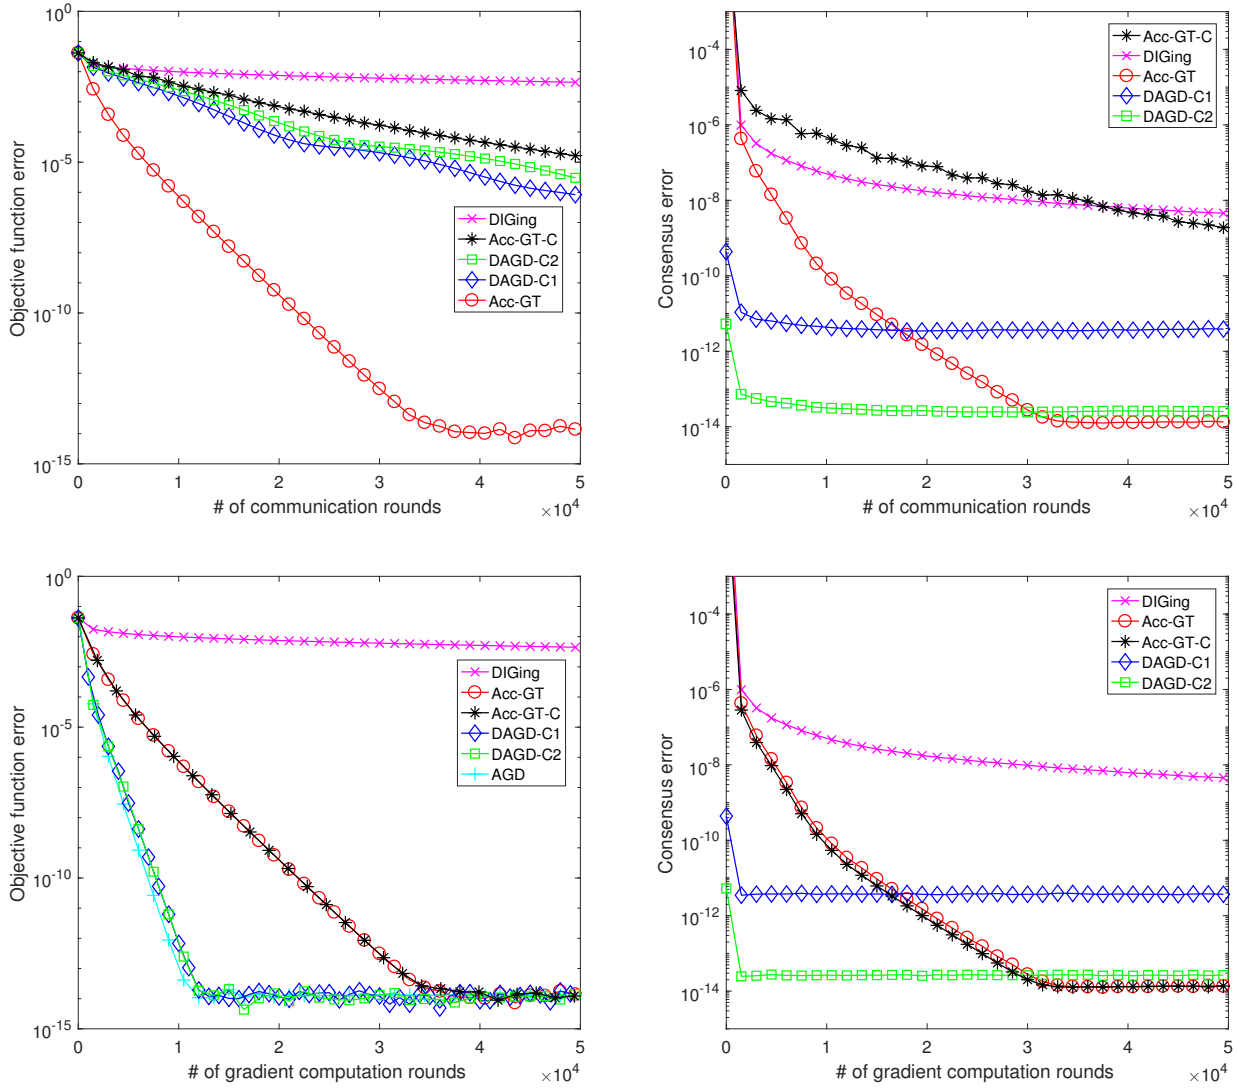 10^0
10^-5
10^-10
10^-15
Objective function error
DIGing
Acc-GT-C
DAGD-C2
DAGD-C1
Acc-GT
0 1 2 3 4 5
# of communication rounds
×10^4
10^-4
10^-6
10^-8
10^-10
10^-12
10^-14
Consensus error
Acc-GT-C
DIGing
Acc-GT
DAGD-C1
DAGD-C2
0 1 2 3 4 5
# of communication rounds
×10^4
10^0
10^-5
10^-10
10^-15
Objective function error
DIGing
Acc-GT
Acc-GT-C
DAGD-C1
DAGD-C2
AGD
0 1 2 3 4 5
# of gradient computation rounds
×10^4
10^-4
10^-6
10^-8
10^-10
10^-12
10^-14
Consensus error
DIGing
Acc-GT
Acc-GT-C
DAGD-C1
DAGD-C2
0 1 2 3 4 5
# of gradient computation rounds
×10^4